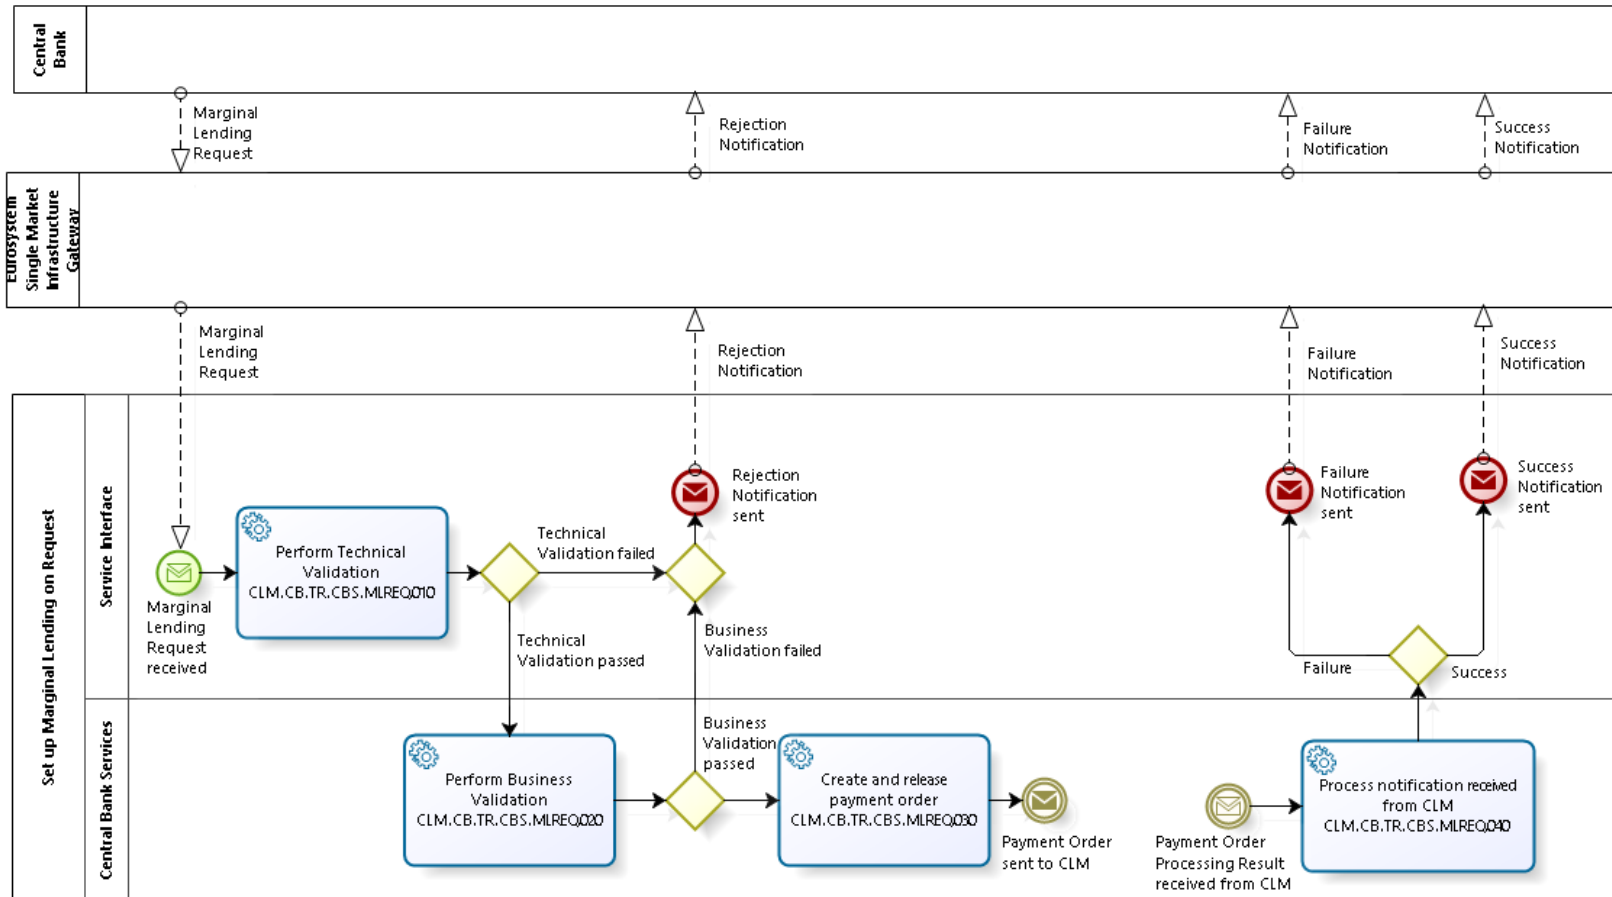 Central
Bank
Marginal
Lending
Request
Rejection
Notification
Failure
Notification
Success
Notification
Eurosystem
Single Market
Infrastructure
Gateway
Marginal
Lending
Request
Rejection
Notification
Failure
Notification
Success
Notification
Set up Marginal Lending on Request
Service Interface
Marginal
Lending
Request
received
Perform Technical
Validation
CLM.CB.TR.CBS.MLREQ.010
Technical
Validation failed
Technical
Validation passed
Rejection
Notification
sent
Business
Validation failed
Failure
Notification
sent
Success
Notification
sent
Failure
Success
Central Bank Services
Perform Business
Validation
CLM.CB.TR.CBS.MLREQ.020
Business
Validation
passed
Create and release
payment order
CLM.CB.TR.CBS.MLREQ.030
Payment Order
sent to CLM
Payment Order
Processing Result
received from CLM
Process notification received
from CLM
CLM.CB.TR.CBS.MLREQ.040